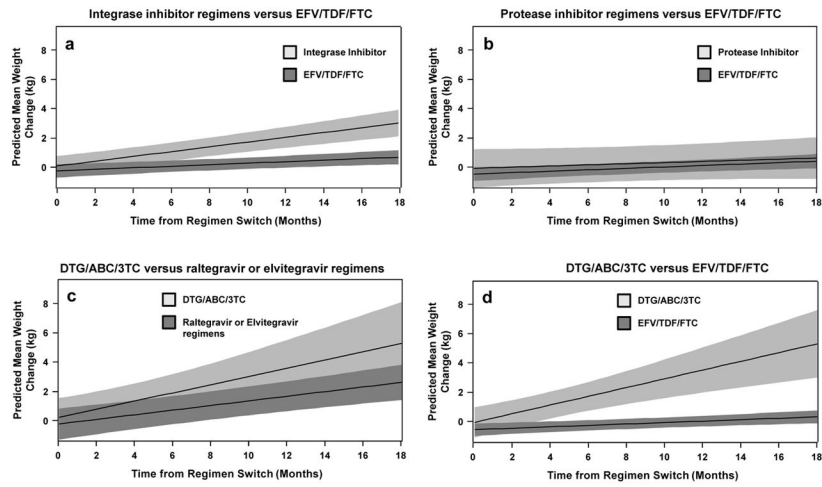 Integrase inhibitor regimens versus EFV/TDF/FTC
a
Integrase Inhibitor
EFV/TDF/FTC
Predicted Mean Weight
Change (kg)
8
6
4
2
0
0 2 4 6 8 10 12 14 16 18
Time from Regimen Switch (Months)
Protease inhibitor regimens versus EFV/TDF/FTC
b
Protease Inhibitor
EFV/TDF/FTC
Predicted Mean Weight
Change (kg)
8
6
4
2
0
0 2 4 6 8 10 12 14 16 18
Time from Regimen Switch (Months)
DTG/ABC/3TC versus raltegravir or elvitegravir regimens
c
DTG/ABC/3TC
Raltegravir or Elvitegravir
regimens
Predicted Mean Weight
Change (kg)
8
6
4
2
0
0 2 4 6 8 10 12 14 16 18
Time from Regimen Switch (Months)
DTG/ABC/3TC versus EFV/TDF/FTC
d
DTG/ABC/3TC
EFV/TDF/FTC
Predicted Mean Weight
Change (kg)
8
6
4
2
0
0 2 4 6 8 10 12 14 16 18
Time from Regimen Switch (Months)